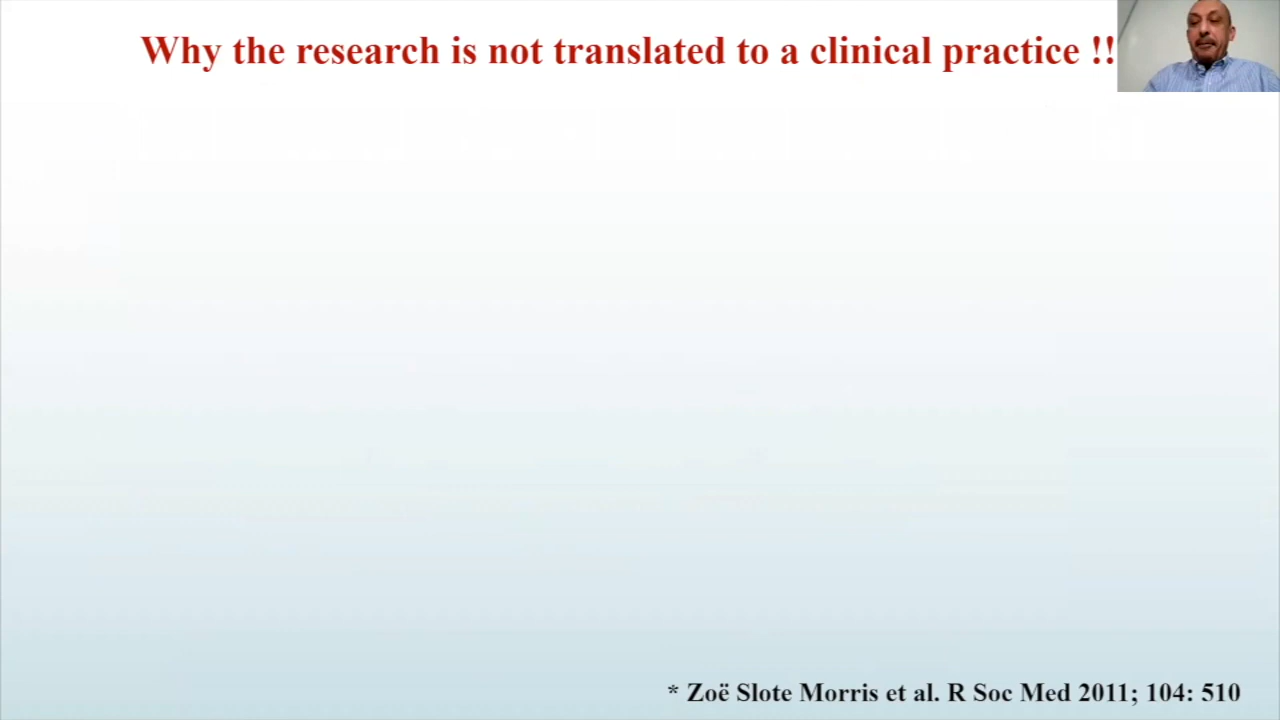 Why the research is not translated to a clinical practice !!
* Zoë Slote Morris et al. R Soc Med 2011; 104: 510